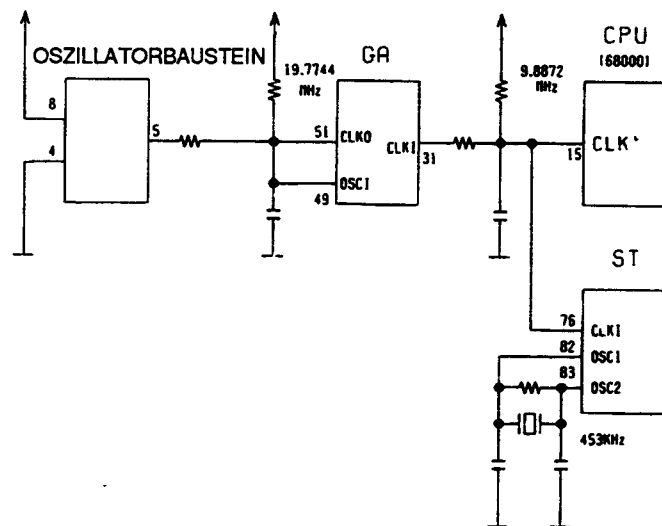 OSZILLATORBAUSTEIN
8
4
5
19.7744
MHz
GA
51
CLKO
CLKI
31
OSCI
49
9.8872
MHz
CPU
(68000)
15
CLK
ST
76
CLKI
82
OSC1
83
OSC2
453KHz